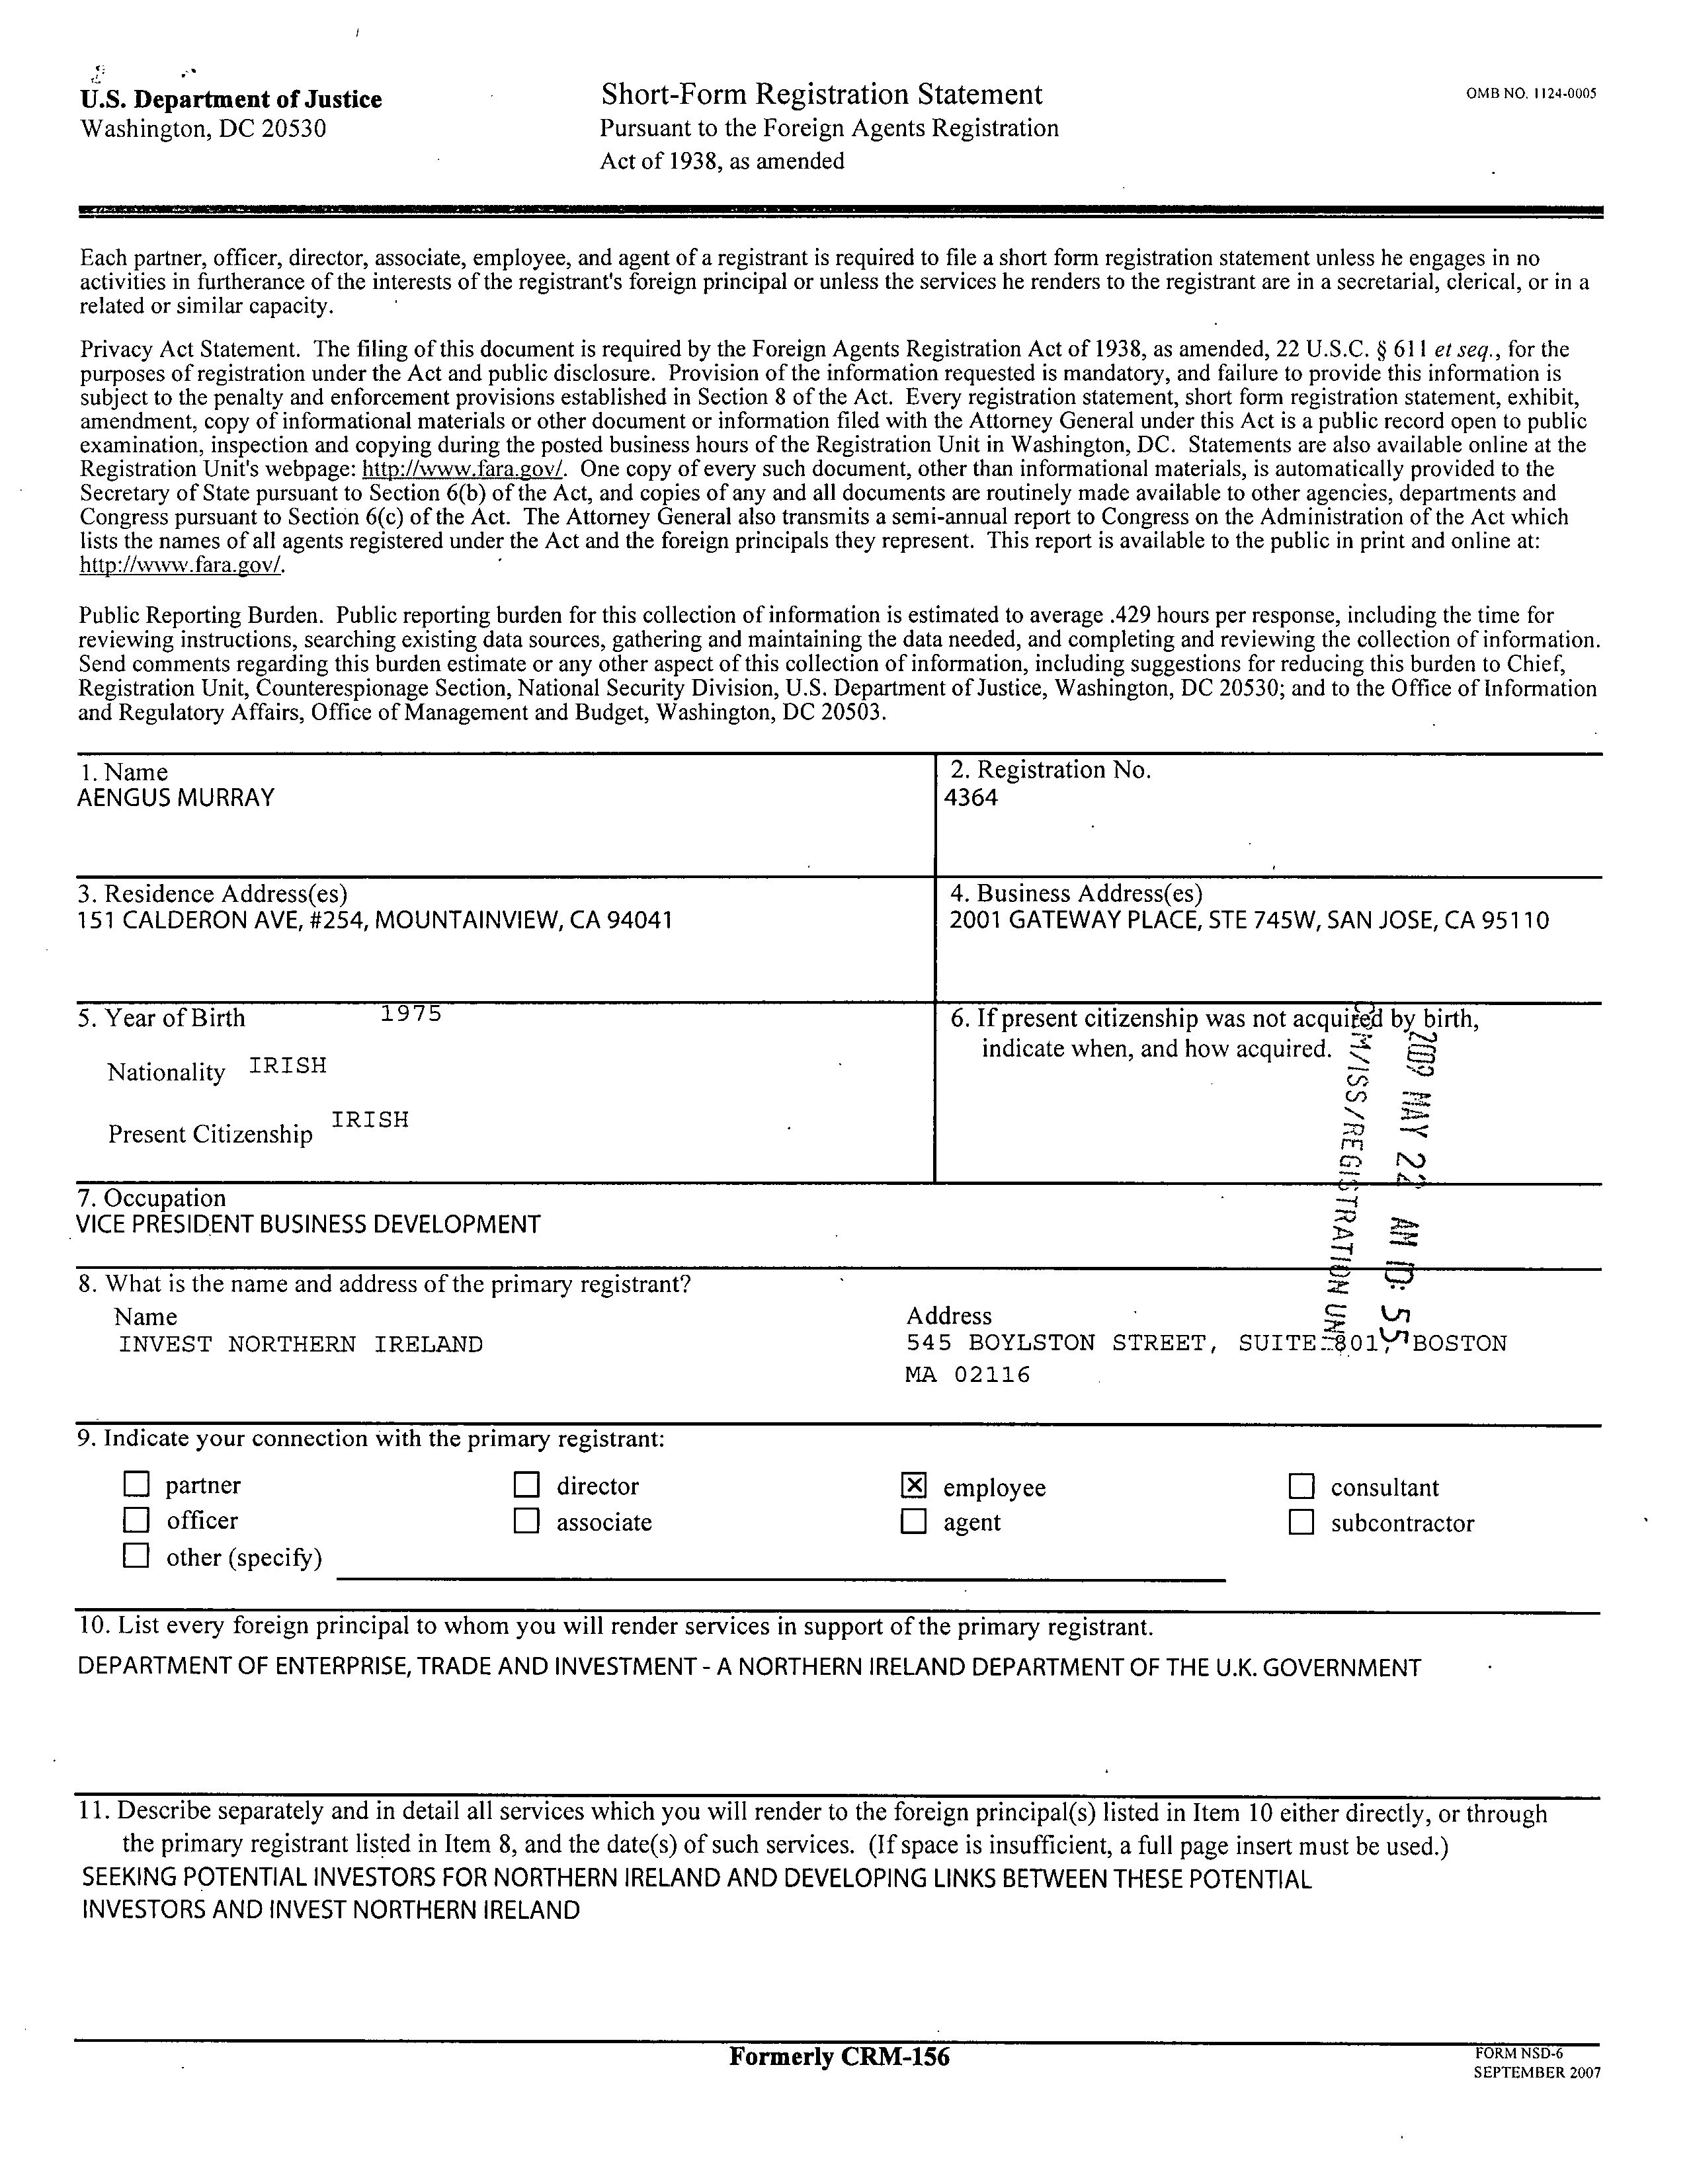 U.S. Department of Justice
Washington, DC 20530
Short-Form Registration Statement
Pursuant to the Foreign Agents Registration
Act of 1938, as amended
OMB NO. 1124-0005
Each partner, officer, director, associate, employee, and agent of a registrant is required to file a short form registration statement unless he engages in no
activities in furtherance of the interests of the registrant's foreign principal or unless the services he renders to the registrant are in a secretarial, clerical, or in a
related or similar capacity.
Privacy Act Statement. The filing of this document is required by the Foreign Agents Registration Act of 1938, as amended, 22 U.S.C. § 611 et seq., for the
purposes of registration under the Act and public disclosure. Provision of the information requested is mandatory, and failure to provide this information is
subject to the penalty and enforcement provisions established in Section 8 of the Act. Every registration statement, short form registration statement, exhibit,
amendment, copy of informational materials or other document or information filed with the Attorney General under this Act is a public record open to public
examination, inspection and copying during the posted business hours of the Registration Unit in Washington, DC. Statements are also available online at the
Registration Unit's webpage: http://www.fara.gov/. One copy of every such document, other than informational materials, is automatically provided to the
Secretary of State pursuant to Section 6(b) of the Act, and copies of any and all documents are routinely made available to other agencies, departments and
Congress pursuant to Section 6(c) of the Act. The Attorney General also transmits a semi-annual report to Congress on the Administration of the Act which
lists the names of all agents registered under the Act and the foreign principals they represent. This report is available to the public in print and online at:
http://www.fara.gov/.
Public Reporting Burden. Public reporting burden for this collection of information is estimated to average .429 hours per response, including the time for
reviewing instructions, searching existing data sources, gathering and maintaining the data needed, and completing and reviewing the collection of information.
Send comments regarding this burden estimate or any other aspect of this collection of information, including suggestions for reducing this burden to Chief,
Registration Unit, Counterespionage Section, National Security Division, U.S. Department of Justice, Washington, DC 20530; and to the Office of Information
and Regulatory Affairs, Office of Management and Budget, Washington, DC 20503.
1. Name
AENGUS MURRAY
2. Registration No.
4364
3. Residence Address(es)
151 CALDERON AVE, #254, MOUNTAINVIEW, CA 94041
4. Business Address(es)
2001 GATEWAY PLACE, STE 745W, SAN JOSE, CA 95110
5. Year of Birth 1975
Nationality IRISH
Present Citizenship IRISH
6. If present citizenship was not acquired by birth,
indicate when, and how acquired.
2009 MAY 22 AM 10: 55
CRM/ISS/REGISTRATION UNIT
7. Occupation
VICE PRESIDENT BUSINESS DEVELOPMENT
8. What is the name and address of the primary registrant?
Name
INVEST NORTHERN IRELAND
Address
545 BOYLSTON STREET, SUITE 801, BOSTON
MA 02116
9. Indicate your connection with the primary registrant:
partner director employee consultant
officer associate agent subcontractor
other (specify)
10. List every foreign principal to whom you will render services in support of the primary registrant.
DEPARTMENT OF ENTERPRISE, TRADE AND INVESTMENT - A NORTHERN IRELAND DEPARTMENT OF THE U.K. GOVERNMENT
11. Describe separately and in detail all services which you will render to the foreign principal(s) listed in Item 10 either directly, or through
the primary registrant listed in Item 8, and the date(s) of such services. (If space is insufficient, a full page insert must be used.)
SEEKING POTENTIAL INVESTORS FOR NORTHERN IRELAND AND DEVELOPING LINKS BETWEEN THESE POTENTIAL
INVESTORS AND INVEST NORTHERN IRELAND
Formerly CRM-156
FORM NSD-6
SEPTEMBER 2007